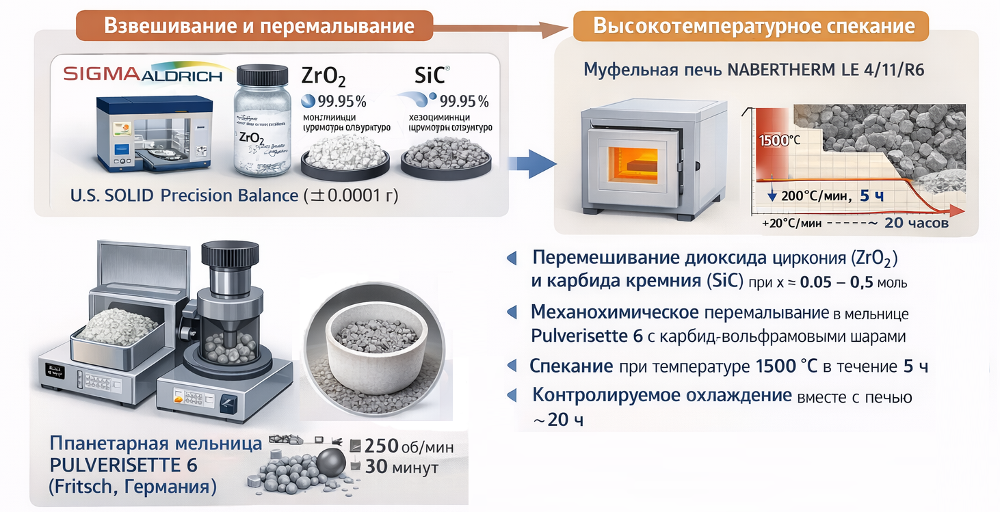 Взвешивание и перемалывание
SIGMA ALDRICH
ZrO₂
99.95%
SiC
99.95%
ZrO₂
U.S. SOLID Precision Balance (±0.0001 г)
Высокотемпературное спекание
Муфельная печь NABERTHERM LE 4/11/R6
1500°C
200°C/мин, 5 ч
+20°C/мин -----~ 20 часов
Ппанетарная мельница
PULVERISETTE 6
(Fritsch, Германия)
250 об/мин
30 минут
Перемешивание диоксида циркония (ZrO₂)
и карбида кремния (SiC) при x = 0.05 – 0,5 моль
Механохимическое перемалывание в мельнице
Pulverisette 6 с карбид-вольфрамовыми шарами
Спекание при температуре 1500 °C в течение 5 ч
Контролируемое охлаждение вместе с печью
~ 20 ч